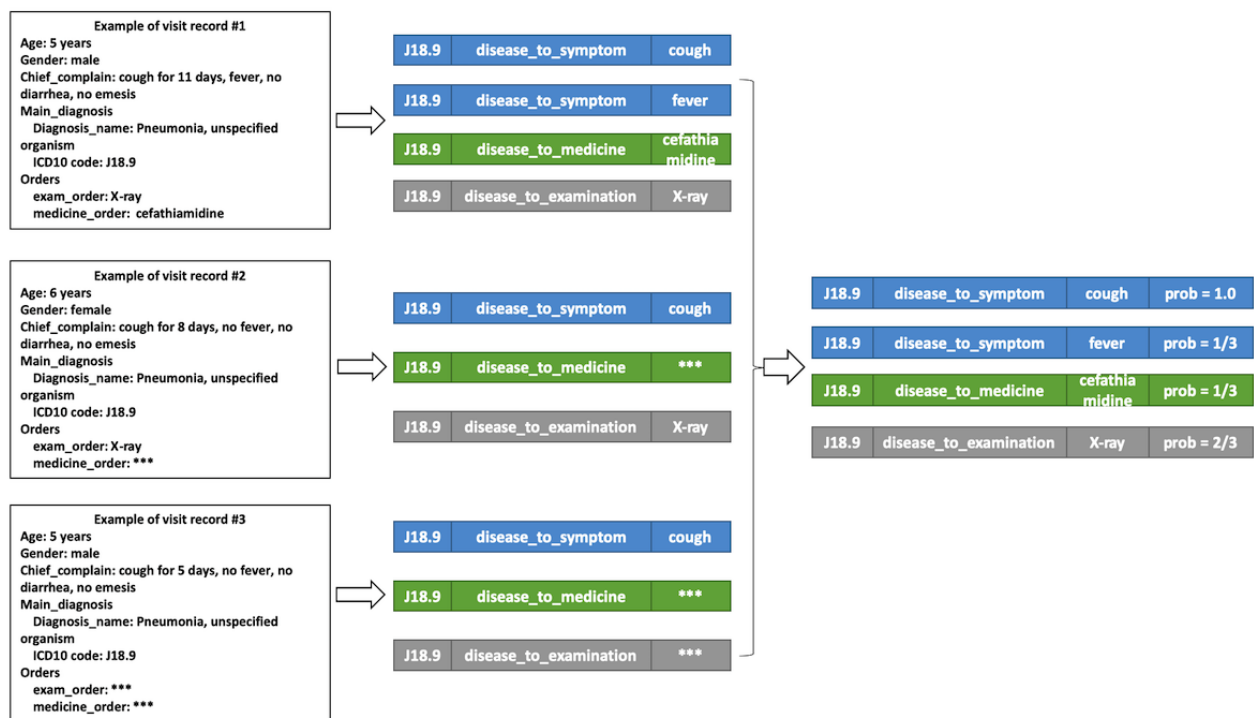 Example of visit record #1
Age: 5 years
Gender: male
Chief_complain: cough for 11 days, fever, no
diarrhea, no emesis
Main_diagnosis
Diagnosis_name: Pneumonia, unspecified
organism
ICD10 code: J18.9
Orders
exam_order: X-ray
medicine_order: cefathiamidine
J18.9 disease_to_symptom cough
J18.9 disease_to_symptom fever
J18.9 disease_to_medicine cefathia
midine
J18.9 disease_to_examination X-ray
Example of visit record #2
Age: 6 years
Gender: female
Chief_complain: cough for 8 days, no fever, no
diarrhea, no emesis
Main_diagnosis
Diagnosis_name: Pneumonia, unspecified
organism
ICD10 code: J18.9
Orders
exam_order: X-ray
medicine_order: ***
J18.9 disease_to_symptom cough
J18.9 disease_to_medicine ***
J18.9 disease_to_examination X-ray
Example of visit record #3
Age: 5 years
Gender: male
Chief_complain: cough for 5 days, no fever, no
diarrhea, no emesis
Main_diagnosis
Diagnosis_name: Pneumonia, unspecified
organism
ICD10 code: J18.9
Orders
exam_order: ***
medicine_order: ***
J18.9 disease_to_symptom cough
J18.9 disease_to_medicine ***
J18.9 disease_to_examination ***
J18.9 disease_to_symptom cough prob = 1.0
J18.9 disease_to_symptom fever prob = 1/3
J18.9 disease_to_medicine cefathia
midine prob = 1/3
J18.9 disease_to_examination X-ray prob = 2/3